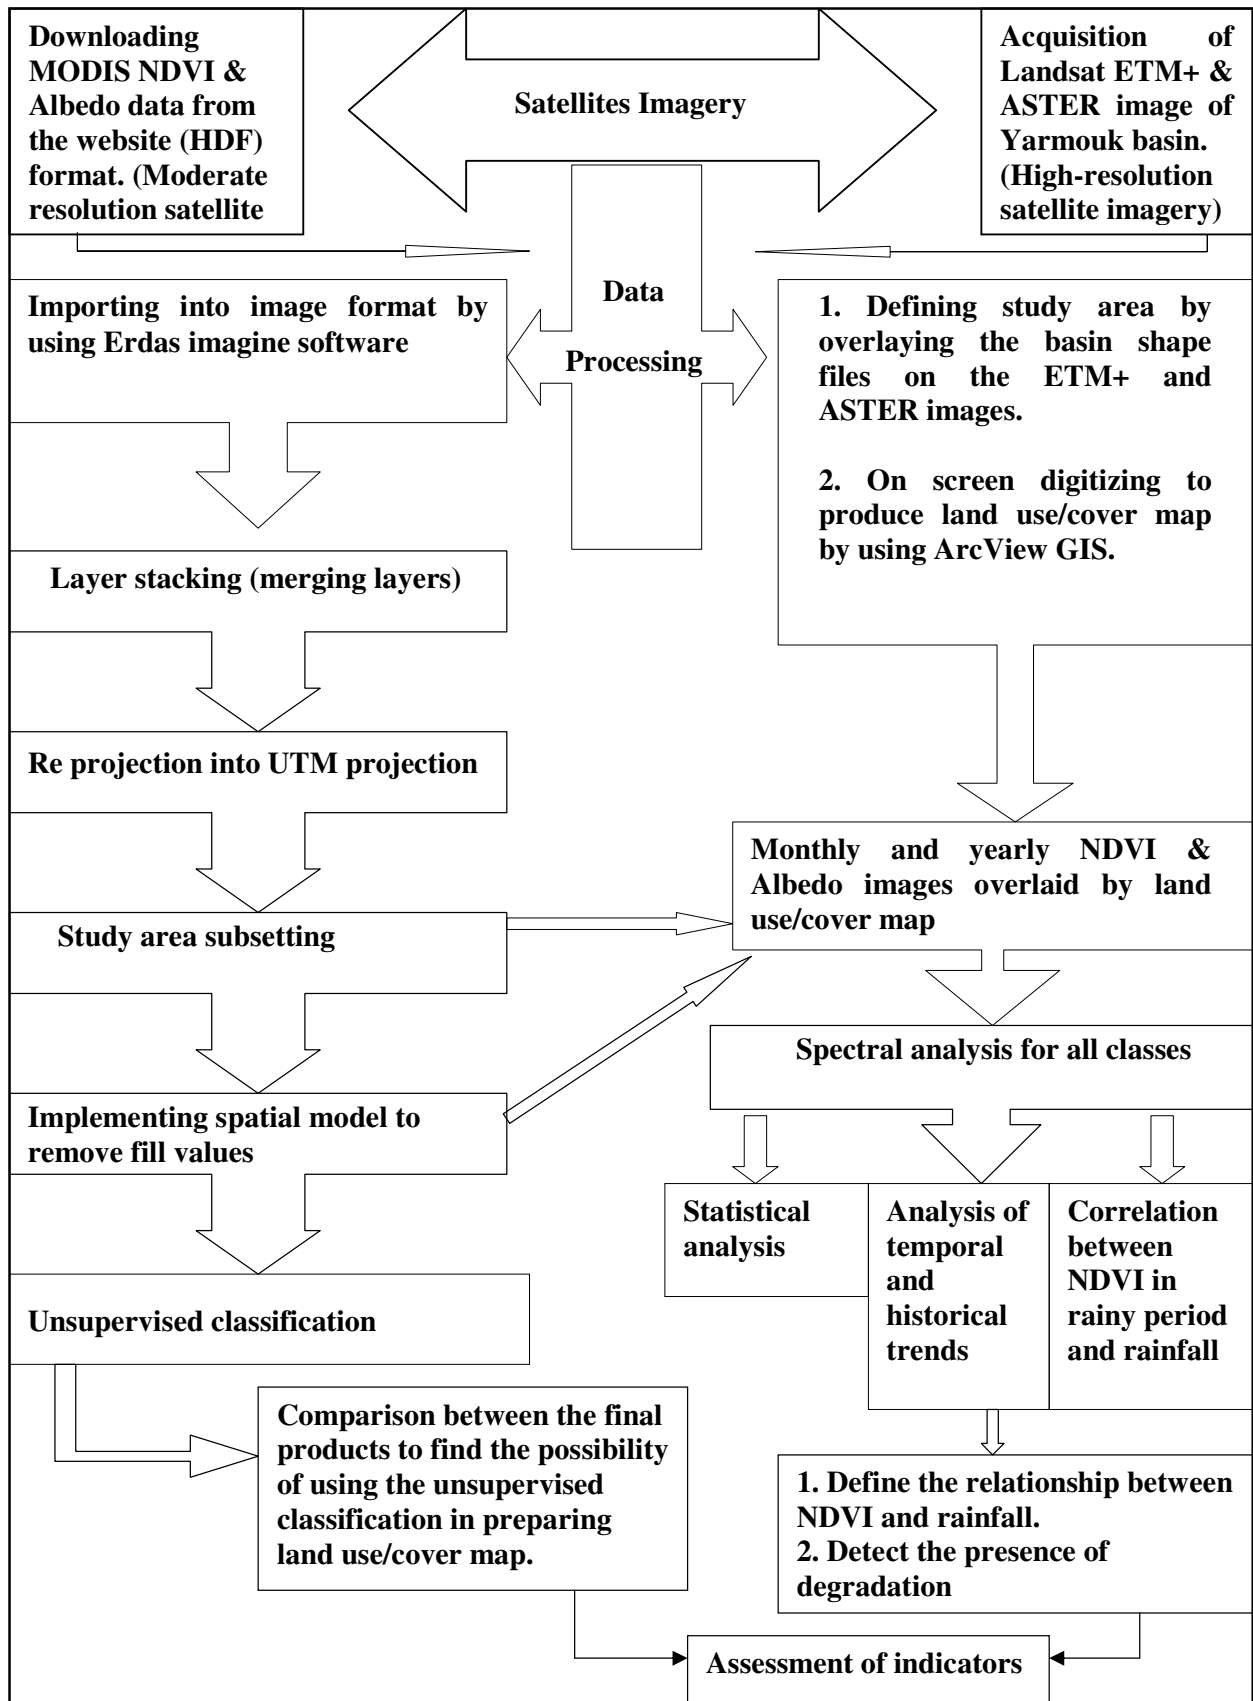 Downloading
MODIS NDVI &
Albedo data from
the website (HDF)
format. (Moderate
resolution satellite
Satellites Imagery
Acquisition of
Landsat ETM+ &
ASTER image of
Yarmouk basin.
(High-resolution
satellite imagery)
Data
Processing
Importing into image format by
using Erdas imagine software
1. Defining study area by
overlaying the basin shape
files on the ETM+ and
ASTER images.
2. On screen digitizing to
produce land use/cover map
by using ArcView GIS.
Layer stacking (merging layers)
Re projection into UTM projection
Study area subsetting
Implementing spatial model to
remove fill values
Unsupervised classification
Monthly and yearly NDVI &
Albedo images overlaid by land
use/cover map
Spectral analysis for all classes
Statistical
analysis
Analysis of
temporal
and
historical
trends
Correlation
between
NDVI in
rainy period
and rainfall
Comparison between the final
products to find the possibility
of using the unsupervised
classification in preparing
land use/cover map.
1. Define the relationship between
NDVI and rainfall.
2. Detect the presence of
degradation
Assessment of indicators